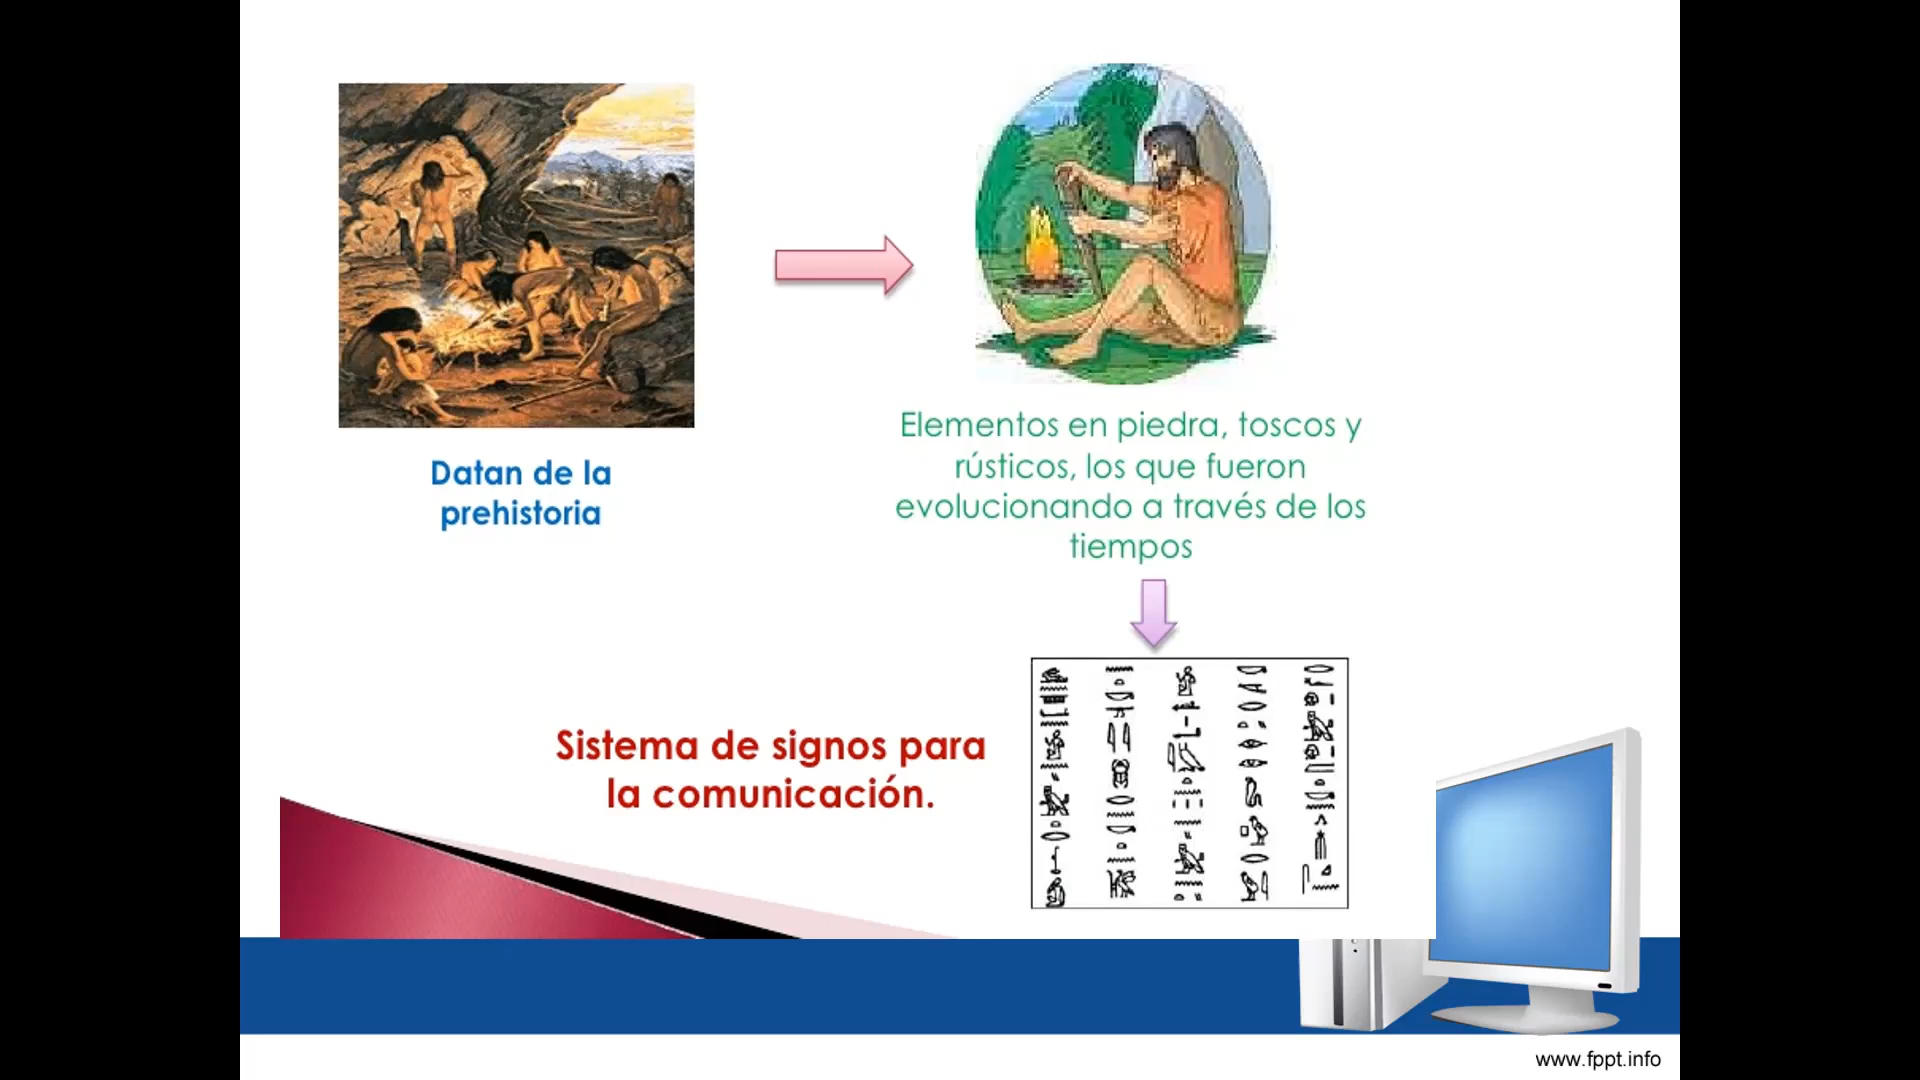 Datan de la
prehistoria
Elementos en piedra, toscos y
rústicos, los que fueron
evolucionando a través de los
tiempos
Sistema de signos para
la comunicación.
www.fppt.info